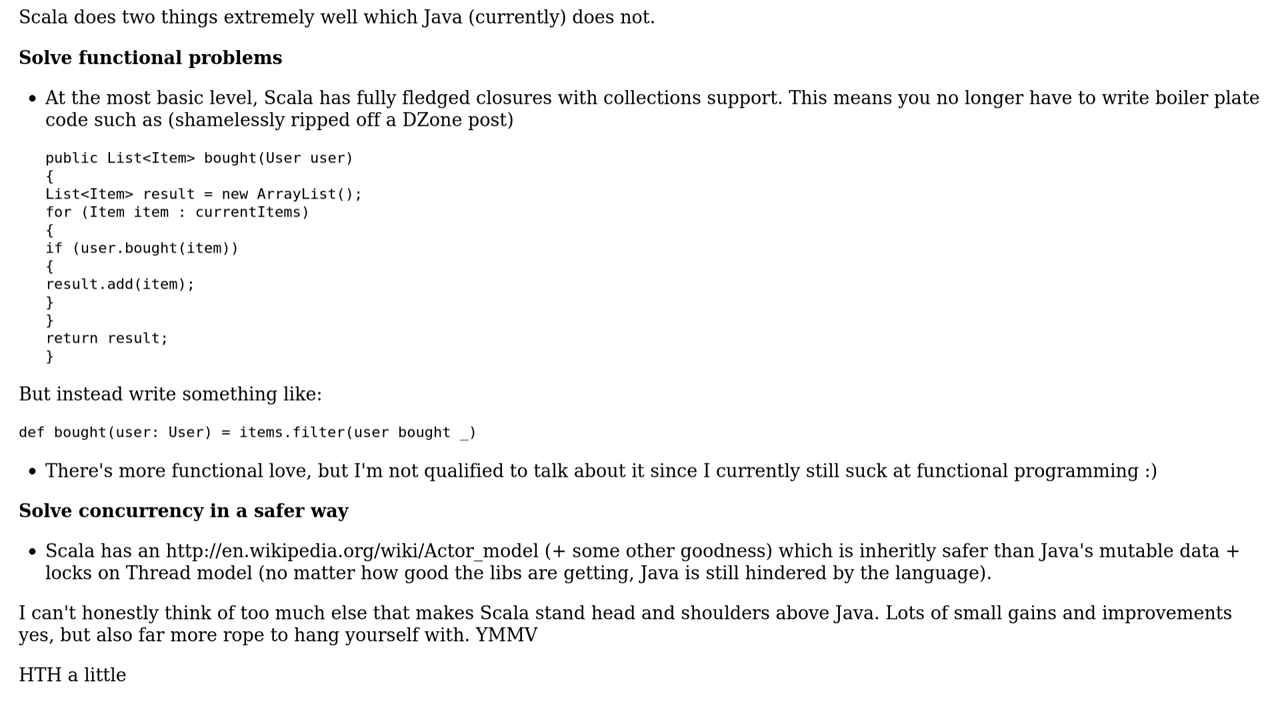 Scala does two things extremely well which Java (currently) does not.
Solve functional problems
• At the most basic level, Scala has fully fledged closures with collections support. This means you no longer have to write boiler plate
code such as (shamelessly ripped off a DZone post)
public List<Item> bought(User user)
{
List<Item> result = new ArrayList();
for (Item item : currentItems)
{
if (user.bought(item))
{
result.add(item);
}
}
return result;
}
But instead write something like:
def bought(user: User) = items.filter(user bought _)
• There's more functional love, but I'm not qualified to talk about it since I currently still suck at functional programming :)
Solve concurrency in a safer way
• Scala has an http://en.wikipedia.org/wiki/Actor_model (+ some other goodness) which is inheritly safer than Java's mutable data +
locks on Thread model (no matter how good the libs are getting, Java is still hindered by the language).
I can't honestly think of too much else that makes Scala stand head and shoulders above Java. Lots of small gains and improvements
yes, but also far more rope to hang yourself with. YMMV
HTH a little